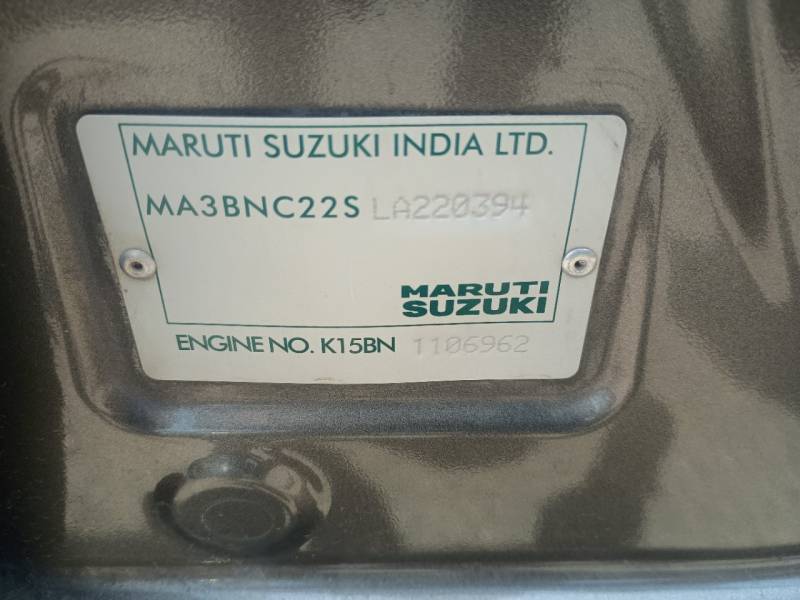 MARUTI SUZUKI INDIA LTD.
MA3BNC22S LA220394
MARUTI
SUZUKI
ENGINE NO. K15BN 1106962